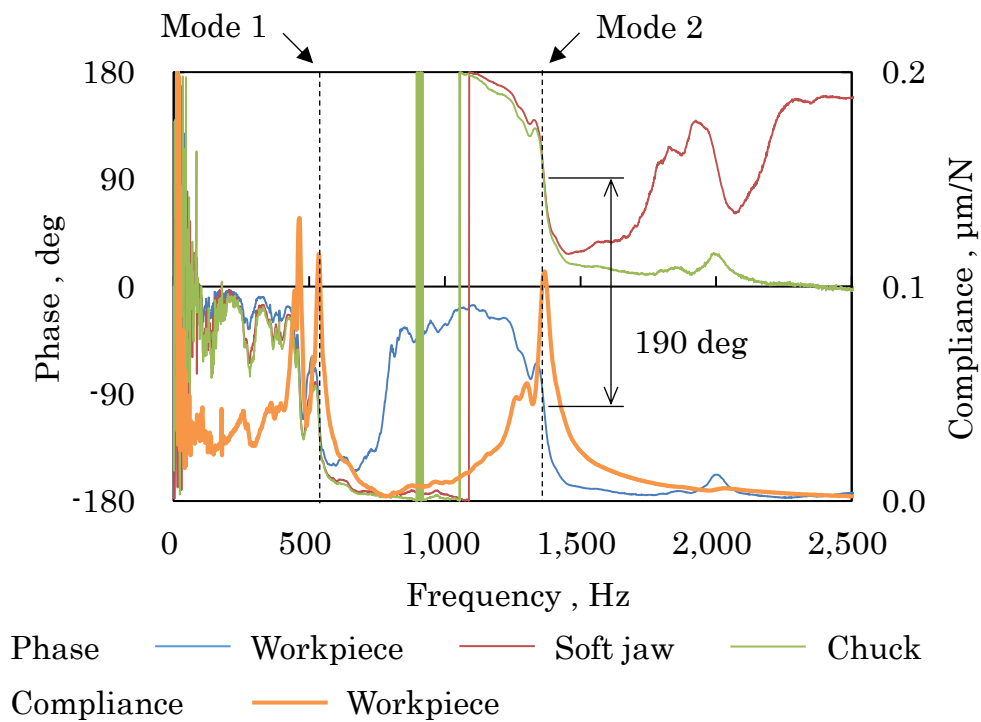 Mode 1
Mode 2
180
90
0
-90
-180
Phase , deg
0.2
0.1
0.0
Compliance , µm/N
190 deg
0 500 1,000 1,500 2,000 2,500
Frequency , Hz
Phase Workpiece Soft jaw Chuck
Compliance Workpiece